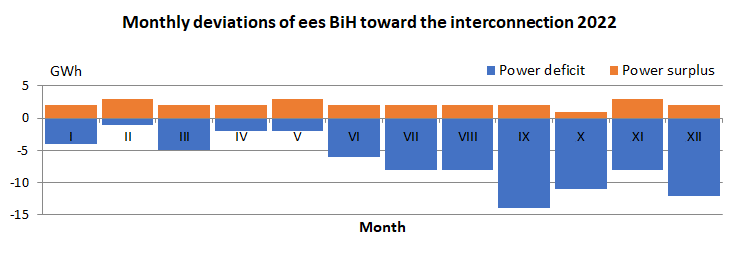 Monthly deviations of ees BiH toward the interconnection 2022
GWh
Power deficit Power surplus
5
0
-5
-10
-15
I II III IV V VI VII VIII IX X XI XII
Month